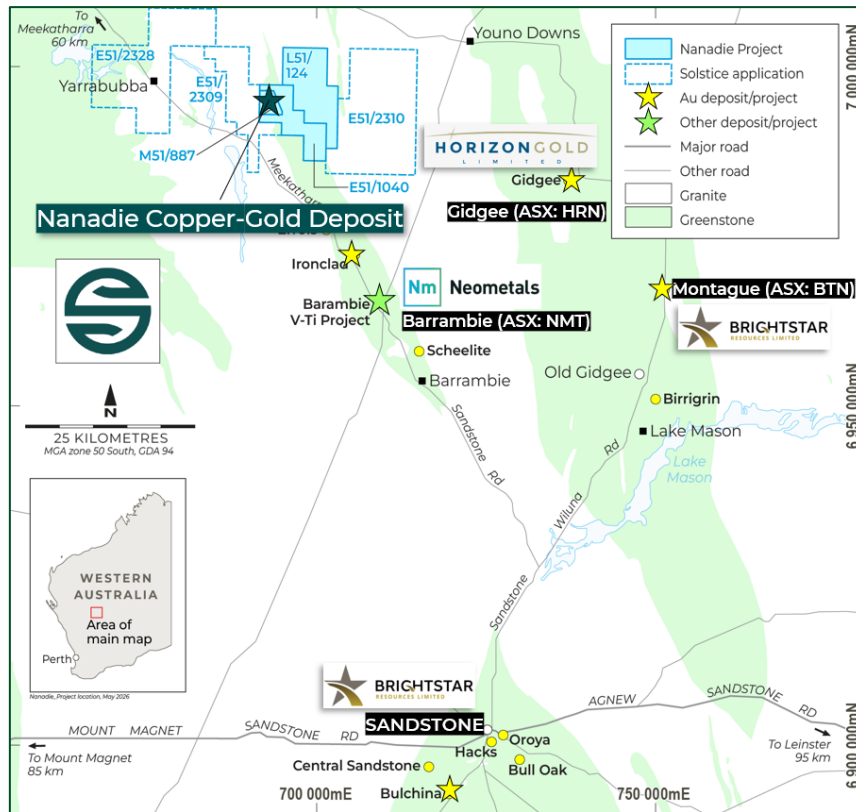 To
Meekatharra
60 km
E51/2328
Yarrabubba
E51/
2309
L51/
124
E51/2310
M51/887
E51/1040
Youno Downs
7 000 000mN
Nanadie Project
Solstice application
Au deposit/project
Other deposit/project
Major road
Other road
Granite
Greenstone
HORIZON GOLD
LIMITED
Gidgee
Gidgee (ASX: HRN)
Nanadie Copper-Gold Deposit
Ironclad
Nm Neometals
Barambie
V-Ti Project
Barrambie (ASX: NMT)
Montague (ASX: BTN)
BRIGHTSTAR
RESOURCES LIMITED
Scheelite
Barrambie
Old Gidgee
Birrigrin
Lake Mason
6 950 000mN
N
25 KILOMETRES
MGA zone 50 South, GDA 94
Sandstone
Rd
Lake
Mason
Wiluna
Rd
Sandstone
WESTERN
AUSTRALIA
Area of
main map
Perth
Nanadie, Project location, May 2026
BRIGHTSTAR
RESOURCES LIMITED
SANDSTONE
AGNEW
SANDSTONE
RD
MOUNT MAGNET
SANDSTONE
RD
To Mount Magnet
85 km
Oroya
Hacks
Bull Oak
Central Sandstone
Bulchina
To Leinster
95 km
6 900 000mN
700 000mE
750 000mE